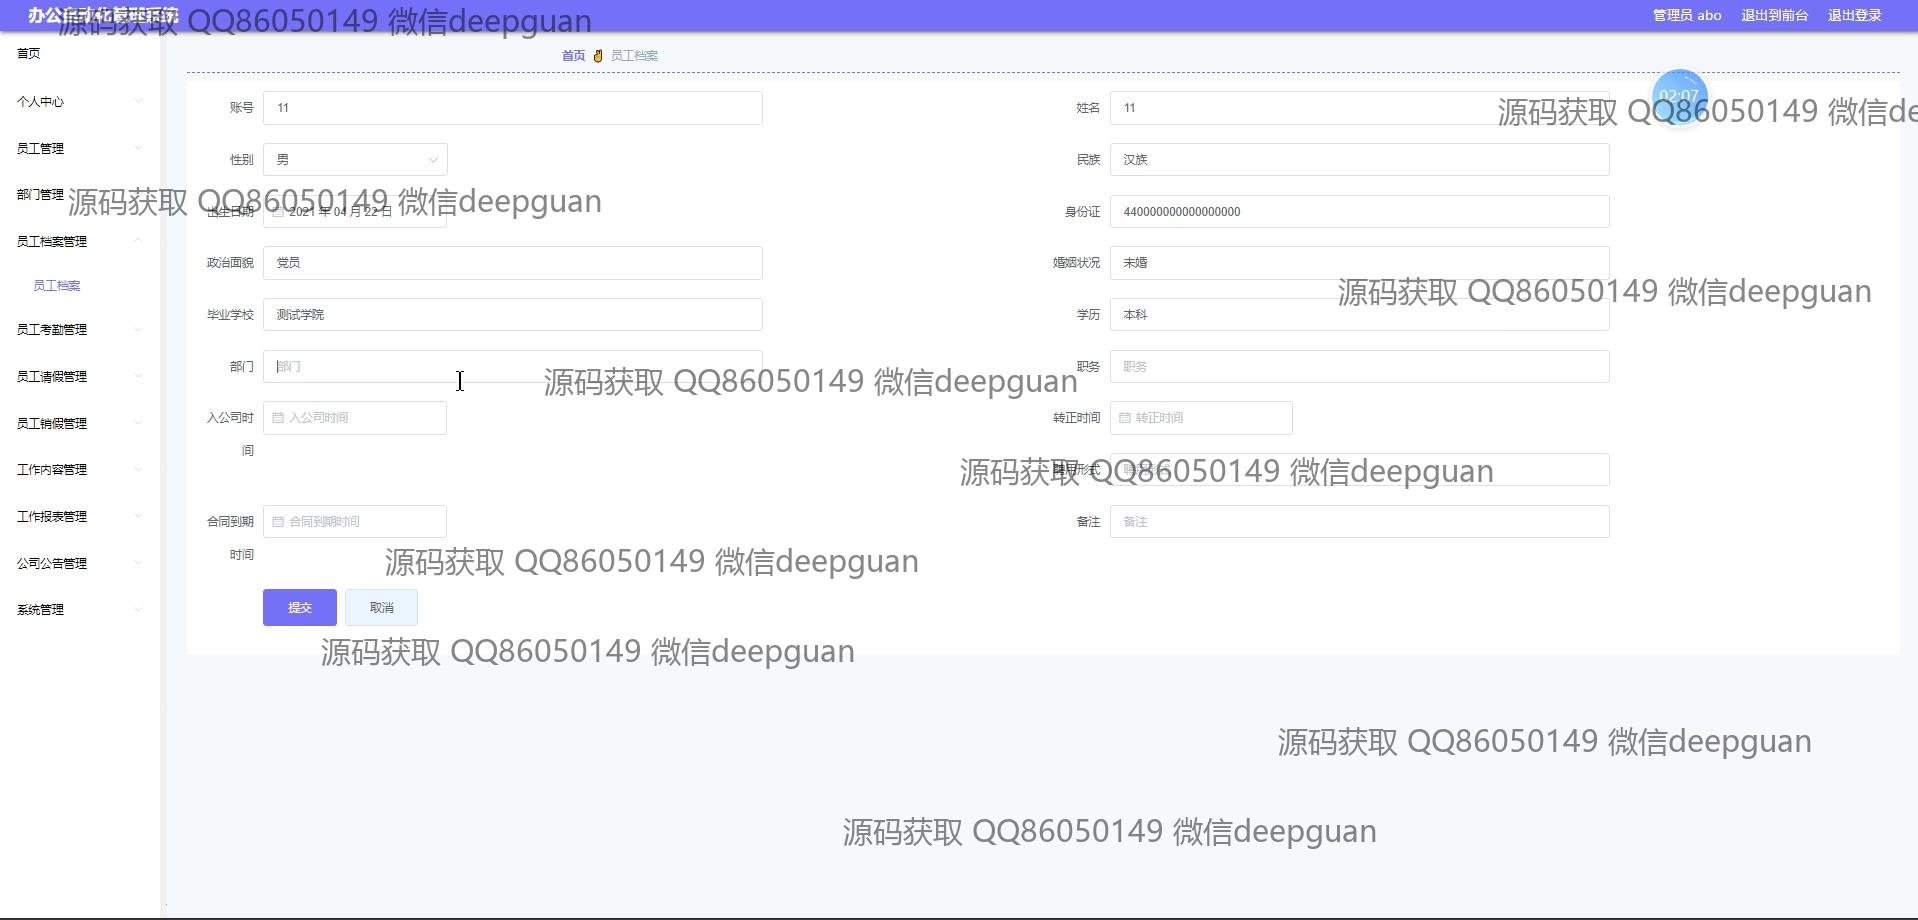 办公自动化管理系统
源码获取 QQ86050149 微信deepguan
管理员 abo 退出到前台 退出登录
首页
个人中心
员工管理
部门管理
员工档案管理
员工档案
员工考勤管理
员工请假管理
员工销假管理
工作内容管理
工作报表管理
公司公告管理
系统管理
首页 员工档案
02:07
源码获取 QQ86050149 微信de
账号 11 姓名 11
性别 男 民族 汉族
源码获取 QQ86050149 微信deepguan
出生日期 2021 年 04 月 22 日 身份证 440000000000000000
政治面貌 党员 婚姻状况 未婚
源码获取 QQ86050149 微信deepguan
毕业学校 测试学院 学历 本科
部门 部门 职务 职务
源码获取 QQ86050149 微信deepguan
入公司时间 入公司时间 转正时间 转正时间
聘用形式 聘用形式
源码获取 QQ86050149 微信deepguan
合同到期时间 合同到期时间 备注 备注
源码获取 QQ86050149 微信deepguan
提交 取消
源码获取 QQ86050149 微信deepguan
源码获取 QQ86050149 微信deepguan
源码获取 QQ86050149 微信deepguan